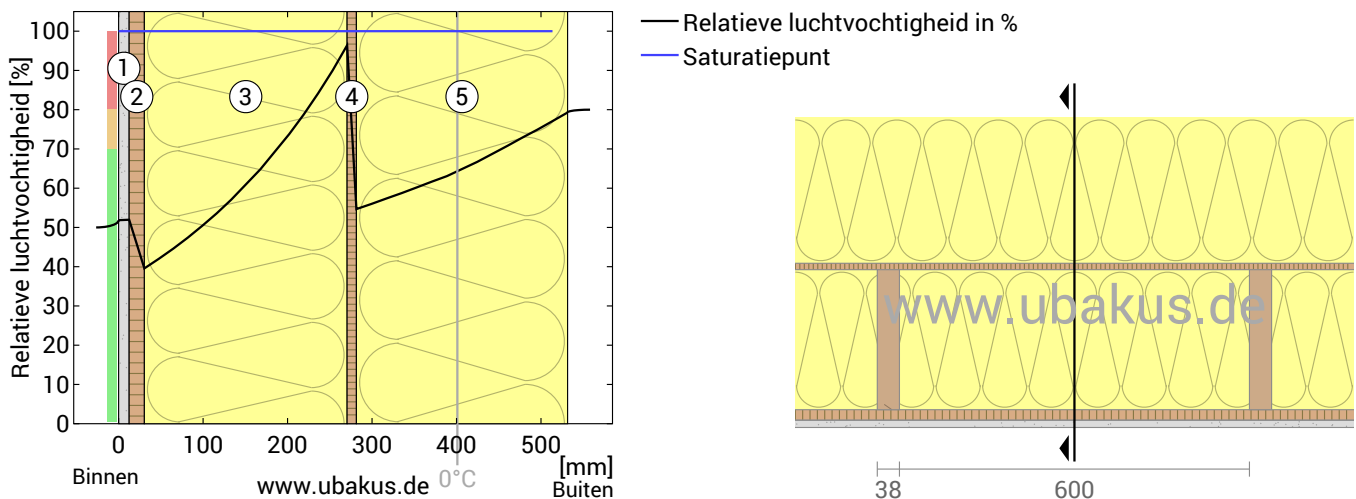 Relatieve luchtvochtigheid [%]
100
90
80
70
60
50
40
30
20
10
0
1
2
3
4
5
0
100
200
300
400
500
[mm]
Binnen
www.ubakus.de
0°C
Buiten
Relatieve luchtvochtigheid in %
Saturatiepunt
www.ubakus.de
38
600